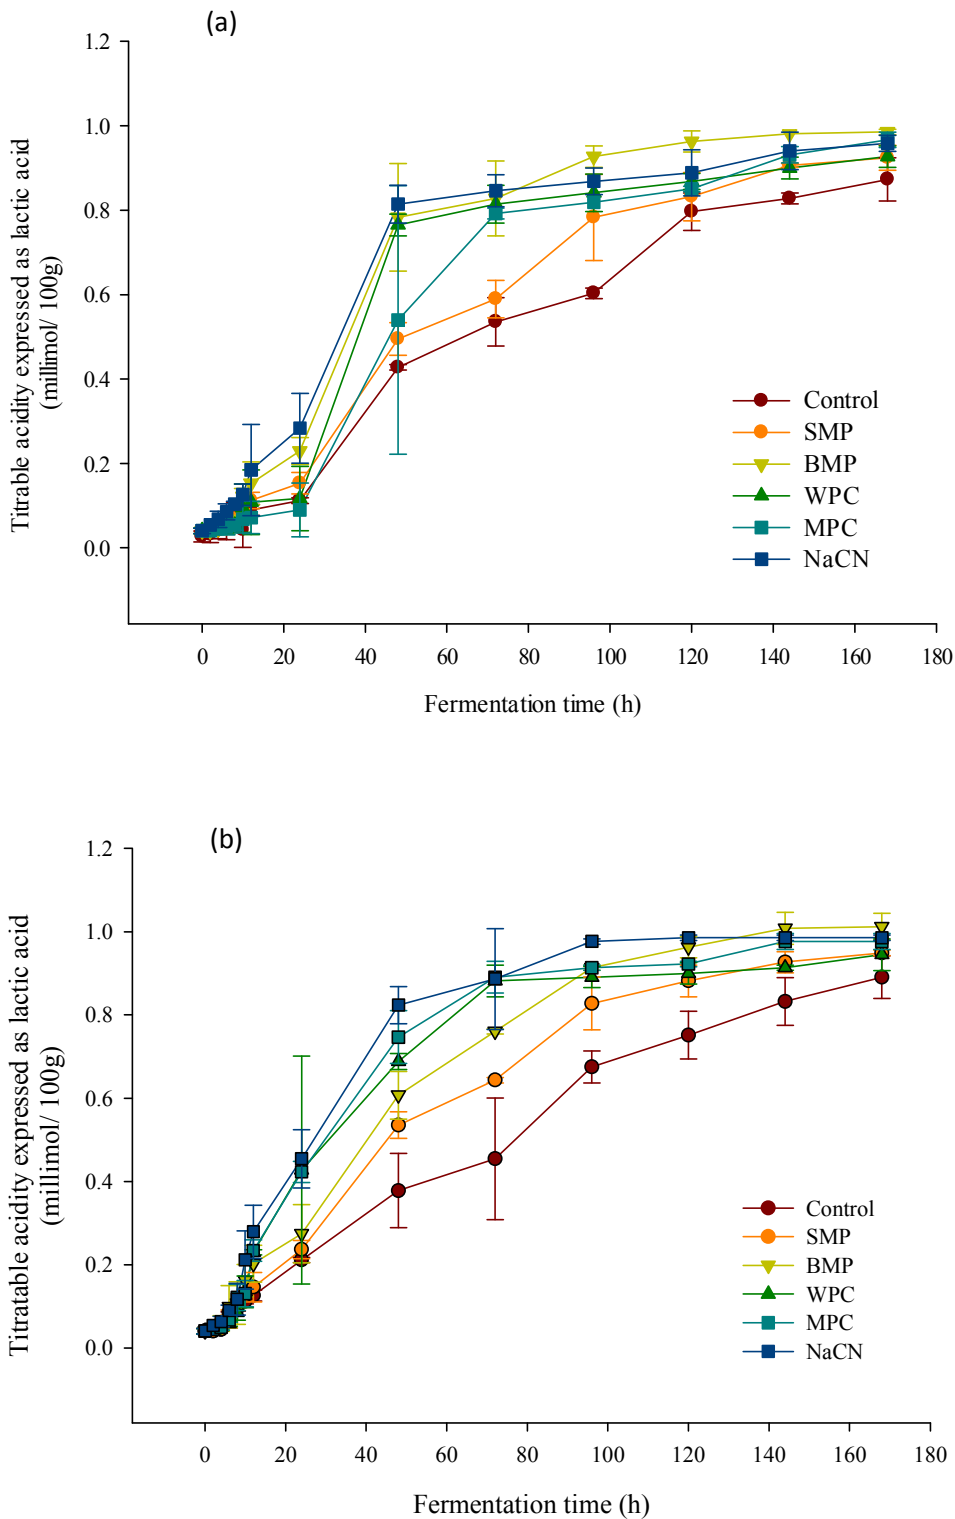 (a)
1.2
1.0
0.8
0.6
0.4
0.2
0.0
Titrable acidity expressed as lactic acid
(millimol/ 100g)
Control
SMP
BMP
WPC
MPC
NaCN
0 20 40 60 80 100 120 140 160 180
Fermentation time (h)
(b)
1.2
1.0
0.8
0.6
0.4
0.2
0.0
Titratable acidity expressed as lactic acid
(millimol/ 100g)
Control
SMP
BMP
WPC
MPC
NaCN
0 20 40 60 80 100 120 140 160 180
Fermentation time (h)